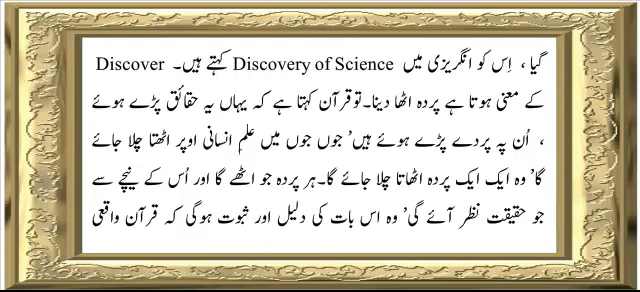 گیا ، اِس کو انگریزی میں Discovery of Science کہتے ہیں۔ Discover
کے معنی ہوتا ہے پردہ اٹھا دینا۔توقرآن کہتا ہے کہ یہاں یہ حقائق پڑے ہوئے
، اُن پہ پردے پڑے ہوئے ہیں' جوں جوں میں علمِ انسانی اوپر اٹھتا چلا جائے
گا' وہ ایک ایک پردہ اٹھاتا چلا جائے گا۔ہر پردہ جو اٹھے گا اور اُس کے نیچے سے
جو حقیقت نظر آئے گی' وہ اس بات کی دلیل اور ثبوت ہوگی کہ قرآن واقعی